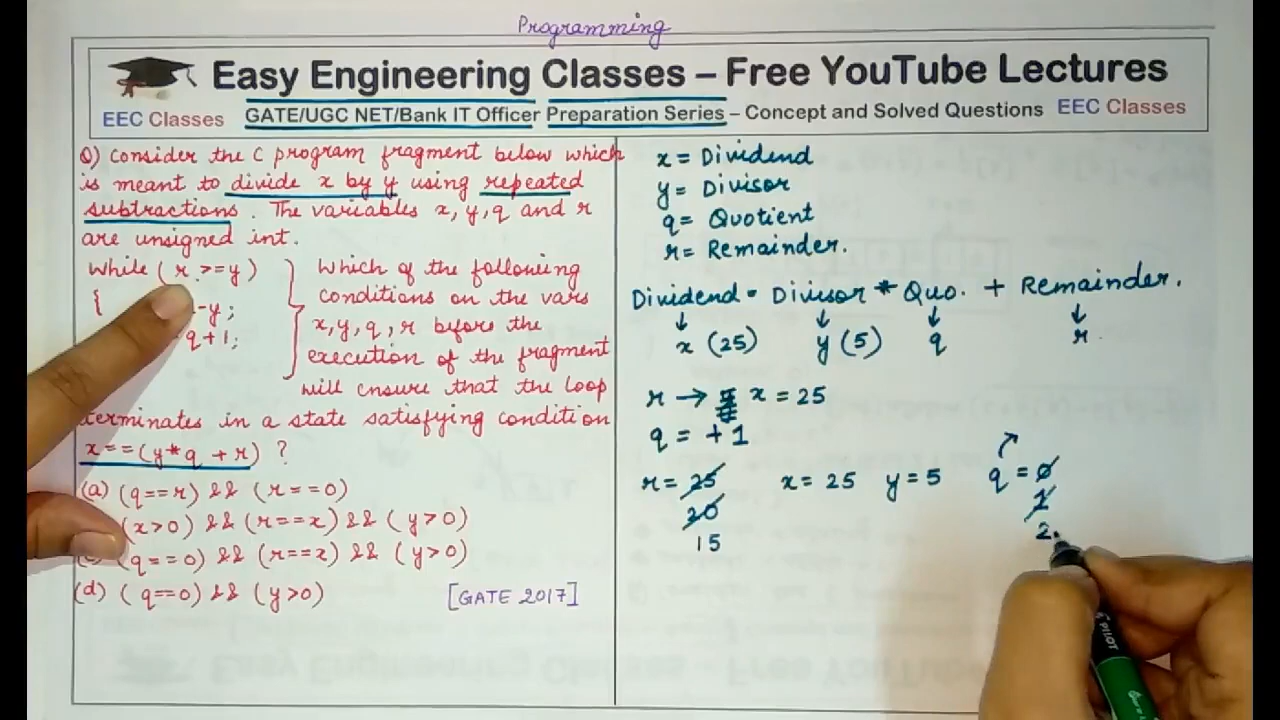 Programming
Easy Engineering Classes – Free YouTube Lectures
EEC Classes GATE/UGC NET/Bank IT Officer Preparation Series – Concept and Solved Questions EEC Classes
Q) Consider the C program fragment below which
is meant to divide x by y using repeated
subtractions. The variables x, y, q and r
are unsigned int.
While (r >=y)
{
-y;
q+1;
Which of the following
conditions on the vars
x, y, q, r before the
execution of the fragment
will ensure that the loop
terminates in a state satisfying condition
x==(y*q +r) ?
(a) (q==r) && (r==0)
(x>0) && (r==x) && (y>0)
(q==0) && (r==x) && (y>0)
(d) (q==0) && (y>0) [GATE 2017]
x = Dividend
y = Divisor
q = Quotient
r = Remainder.
Dividend = Divisor * Quo. + Remainder.
↓ ↓ ↓ ↓
x (25) y (5) q r
r → x = 25
q = +1
r = 25 x = 25 y = 5 q = 0
20 1
15 2
PILOT